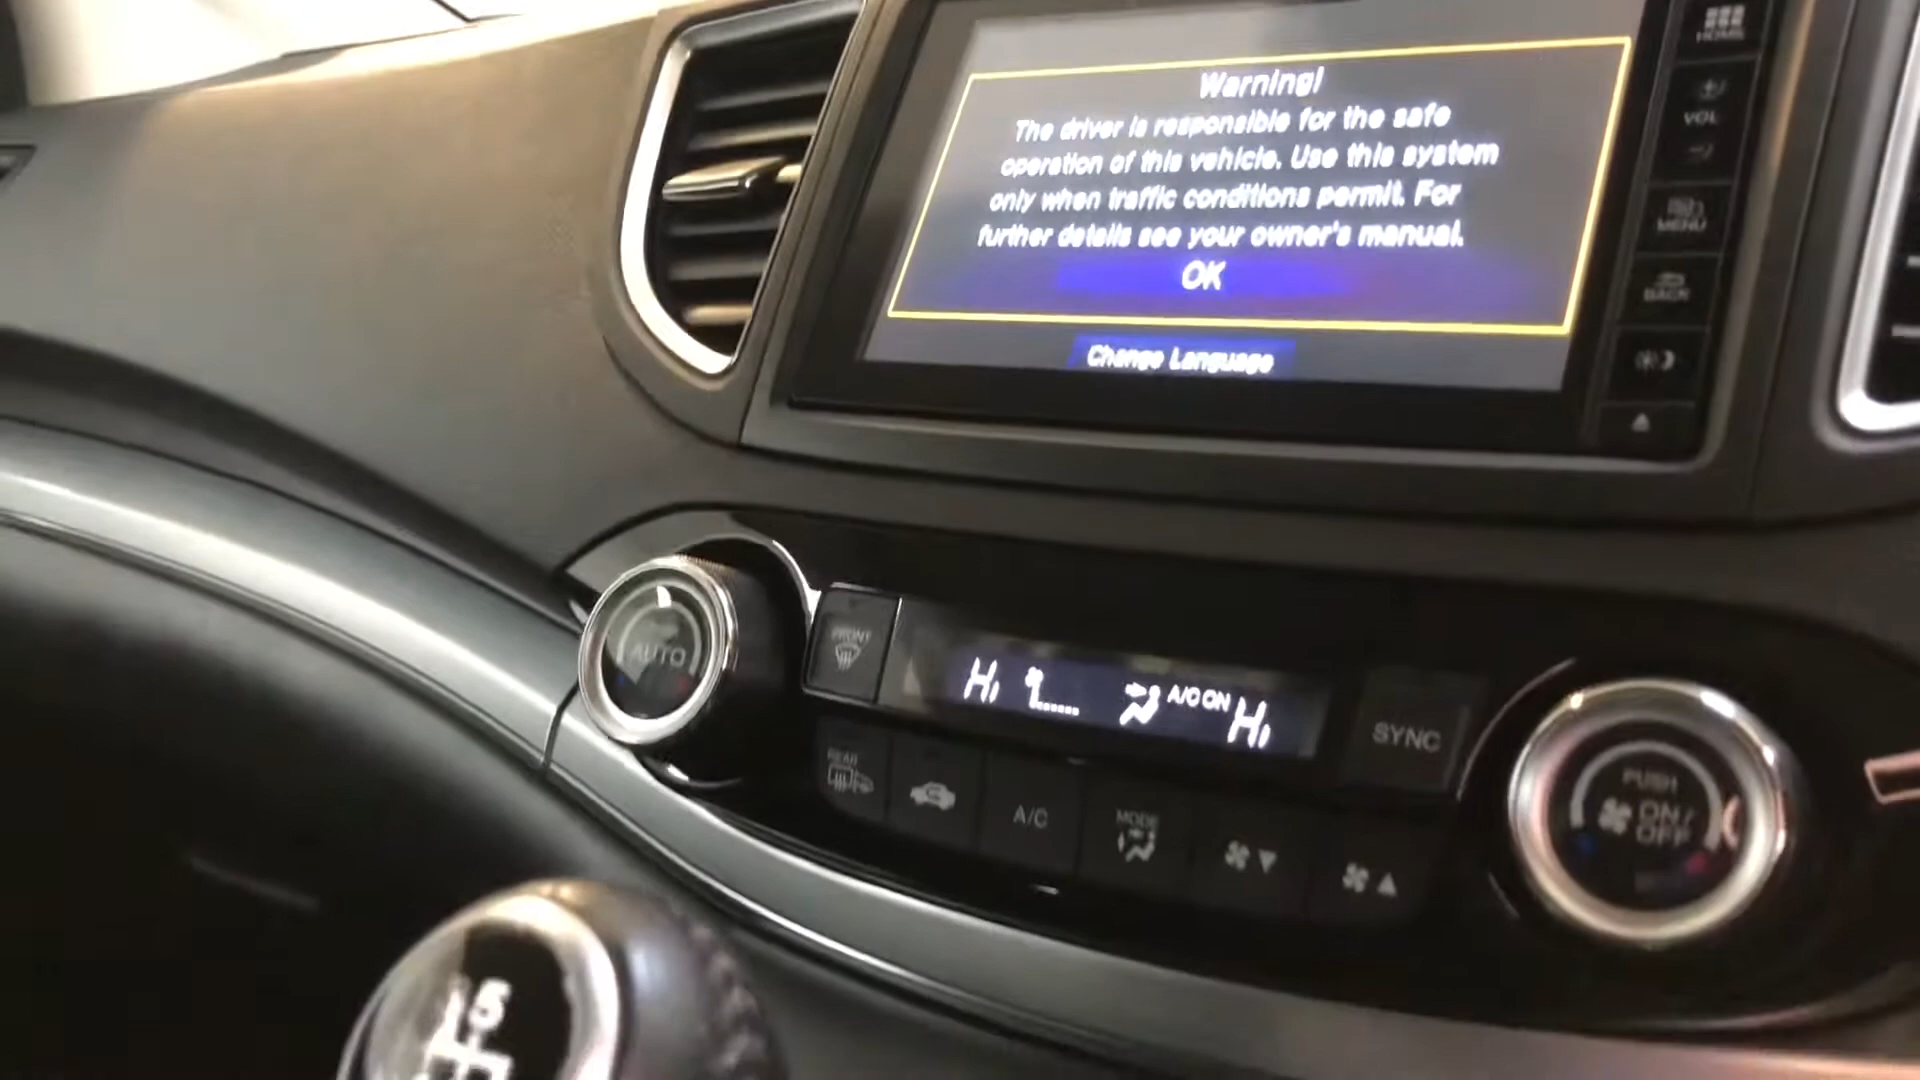 HOME
Warning!
The driver is responsible for the safe
operation of this vehicle. Use this system
only when traffic conditions permit. For
further details see your owner's manual.
OK
Change Language
VOL
MENU
BACK
AUTO
FRONT
Hi A/C ON Hi
SYNC
REAR
A/C
MODE
PUSH
ON/
OFF
5